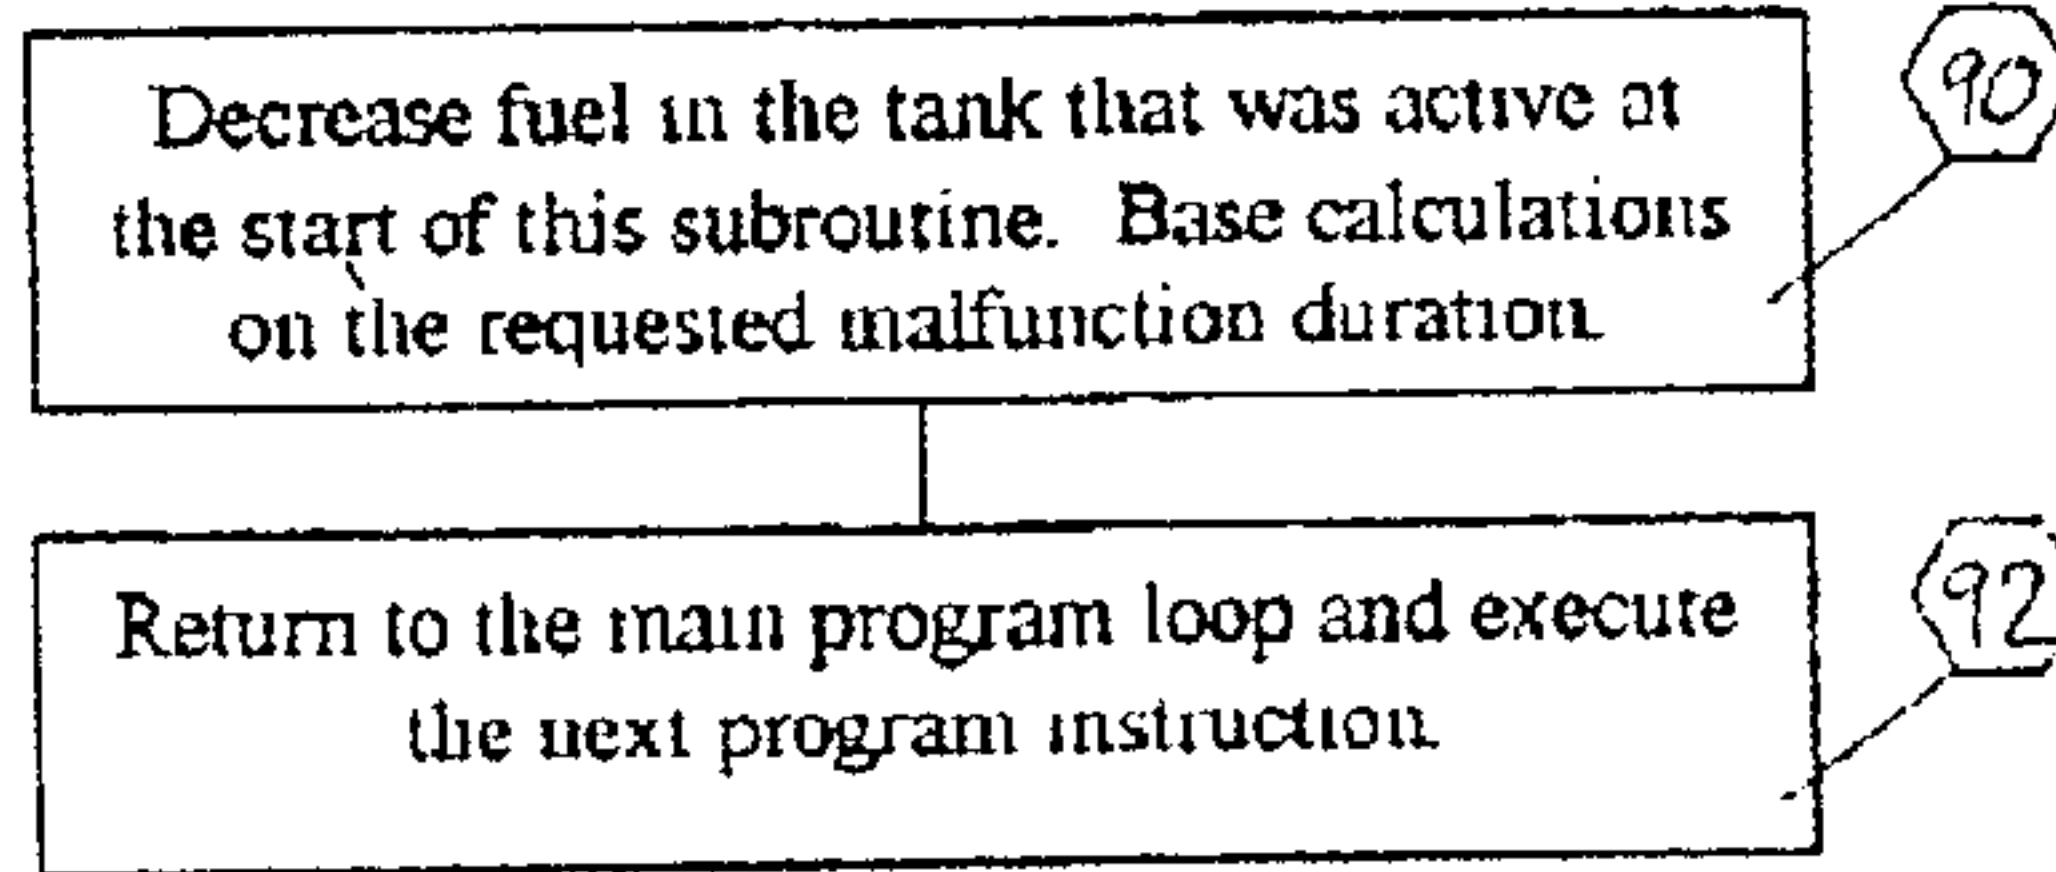 Decrease fuel in the tank that was active at
90
the start of this subroutine. Base calculations
on the requested malfunction duration.
Return to the main program loop and execute
92
the next program instruction.